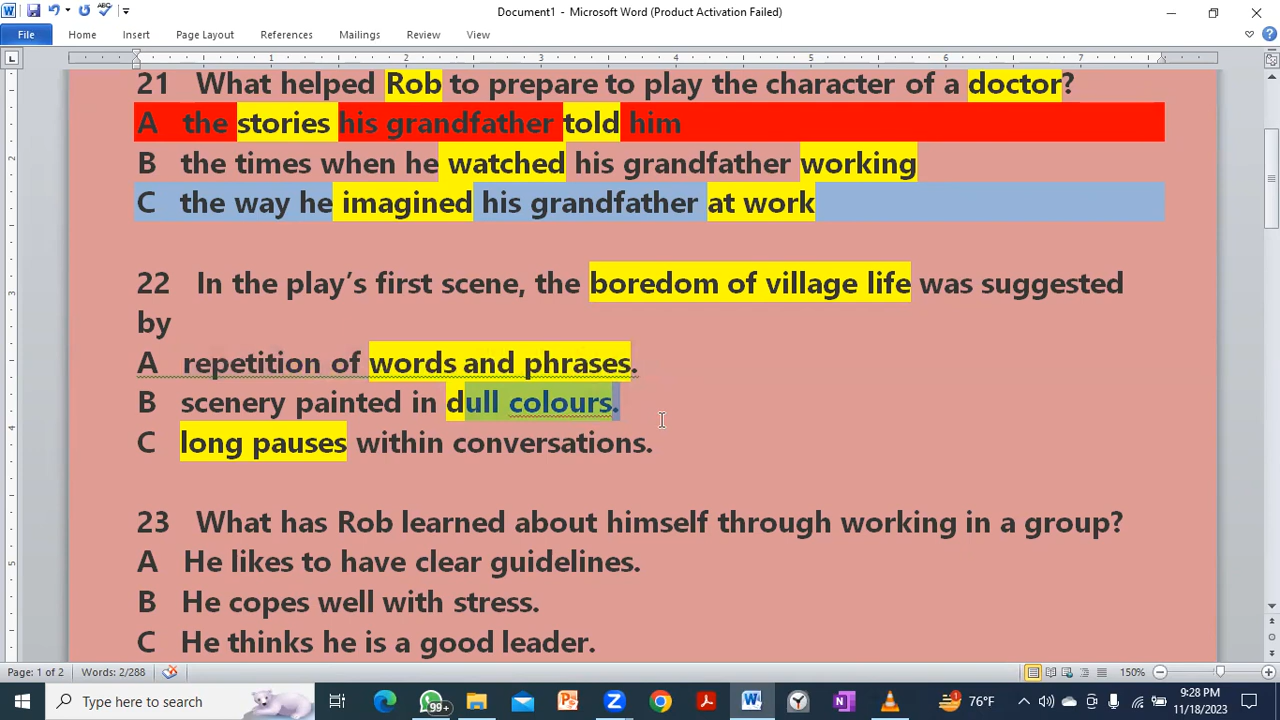 Document1 - Microsoft Word (Product Activation Failed)
File Home Insert Page Layout References Mailings Review View
21 What helped Rob to prepare to play the character of a doctor?
A the stories his grandfather told him
B the times when he watched his grandfather working
C the way he imagined his grandfather at work
22 In the play’s first scene, the boredom of village life was suggested
by
A repetition of words and phrases.
B scenery painted in dull colours.
C long pauses within conversations.
23 What has Rob learned about himself through working in a group?
A He likes to have clear guidelines.
B He copes well with stress.
C He thinks he is a good leader.
Page: 1 of 2 Words: 2/288 150%
Type here to search 99+ 76°F 9:28 PM
11/18/2023